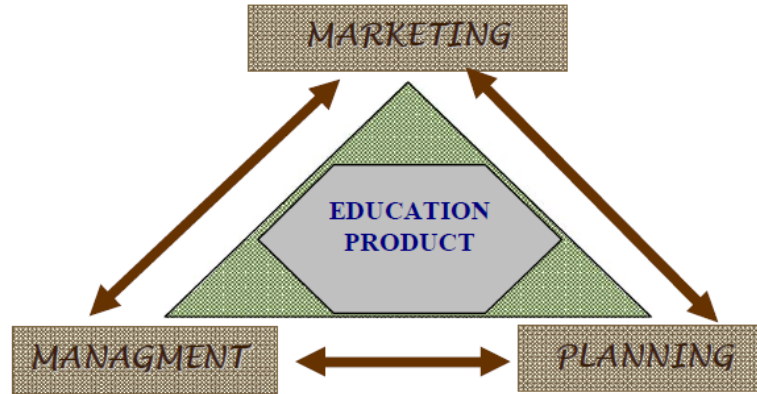 MARKETING
EDUCATION
PRODUCT
MANAGMENT
PLANNING